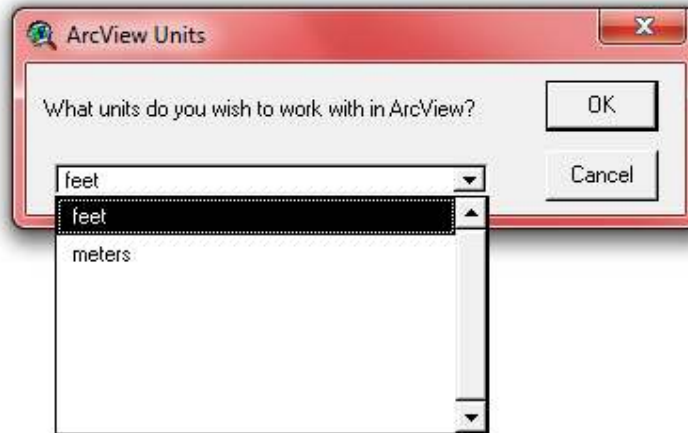 ArcView Units
What units do you wish to work with in ArcView?
OK
feet
Cancel
feet
meters